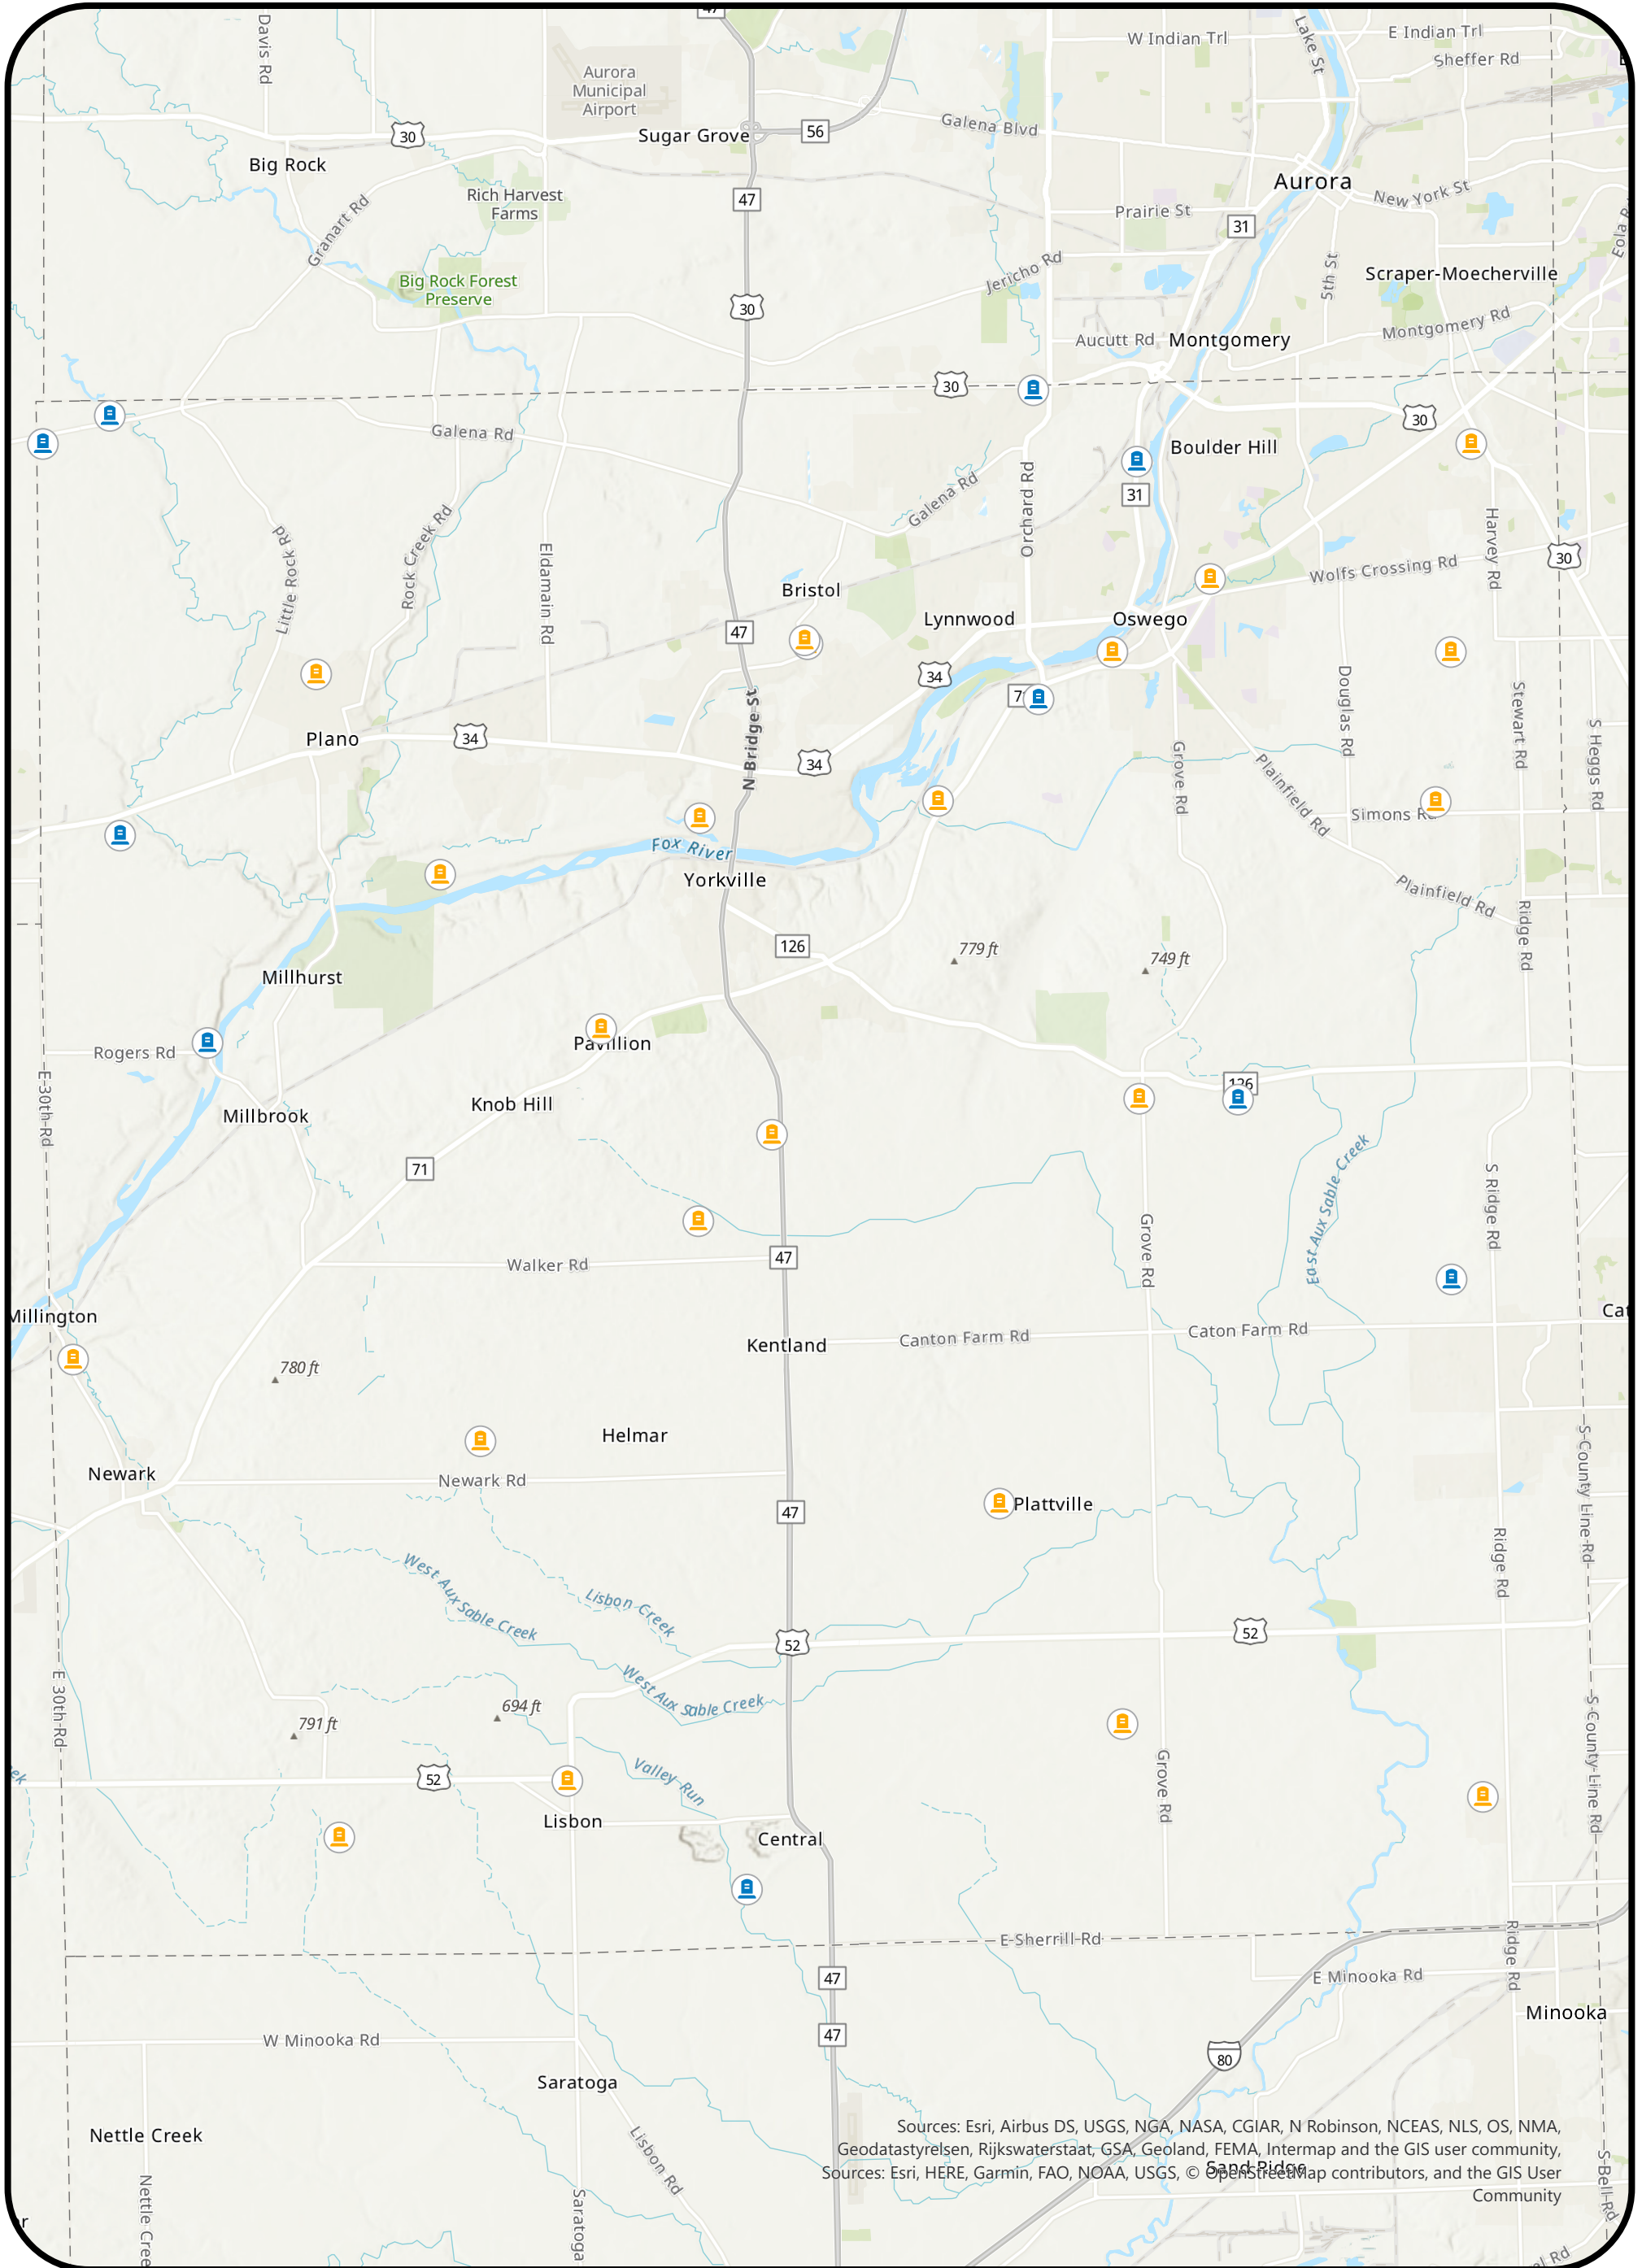 47
Davis Rd
W Indian Trl
Lake St
E Indian Trl
Sheffer Rd
Aurora
Municipal
Airport
30
Sugar Grove
56
Galena Blvd
Big Rock
Aurora
New York St
Rich Harvest
Farms
47
Prairie St
31
Granart Rd
Eola R
Jericho Rd
5th St
Scraper-Moecherville
Big Rock Forest
Preserve
30
Aucutt Rd
Montgomery
Montgomery Rd
30
30
Galena Rd
Boulder Hill
31
Galena Rd
Orchard Rd
Little Rock Rd
Rock Creek Rd
Eldamain Rd
Harvey Rd
30
Wolfs Crossing Rd
Bristol
Lynnwood
Oswego
47
34
N Bridge St
Douglas Rd
Stewart Rd
S Heggs Rd
Plano
34
34
Grove Rd
Plainfield Rd
Simons Rd
Fox River
Yorkville
Plainfield Rd
Ridge Rd
126
779 ft
749 ft
Millhurst
Rogers Rd
Pavillion
E 30th Rd
Millbrook
Knob Hill
126
71
East Aux Sable Creek
S Ridge Rd
Grove Rd
Walker Rd
47
Millington
Cat
Kentland
Canton Farm Rd
Caton Farm Rd
780 ft
Helmar
Newark
Newark Rd
S County Line Rd
47
Plattville
Ridge Rd
West Aux Sable Creek
Lisbon Creek
52
52
E 30th Rd
West Aux Sable Creek
694 ft
791 ft
S County Line Rd
ek
52
Valley Run
Grove Rd
Lisbon
Central
E Sherrill Rd
Ridge Rd
47
E Minooka Rd
Minooka
W Minooka Rd
47
80
Saratoga
Nettle Creek
Lisbon Rd
Sources: Esri, Airbus DS, USGS, NGA, NASA, CGIAR, N Robinson, NCEAS, NLS, OS, NMA,
Geodatastyrelsen, Rijkswaterstaat, GSA, Geoland, FEMA, Intermap and the GIS user community,
Sand Ridge
Sources: Esri, HERE, Garmin, FAO, NOAA, USGS, © OpenStreetMap contributors, and the GIS User
Community
S Bell Rd
Nettle Cree
Saratoga
er
el Rd